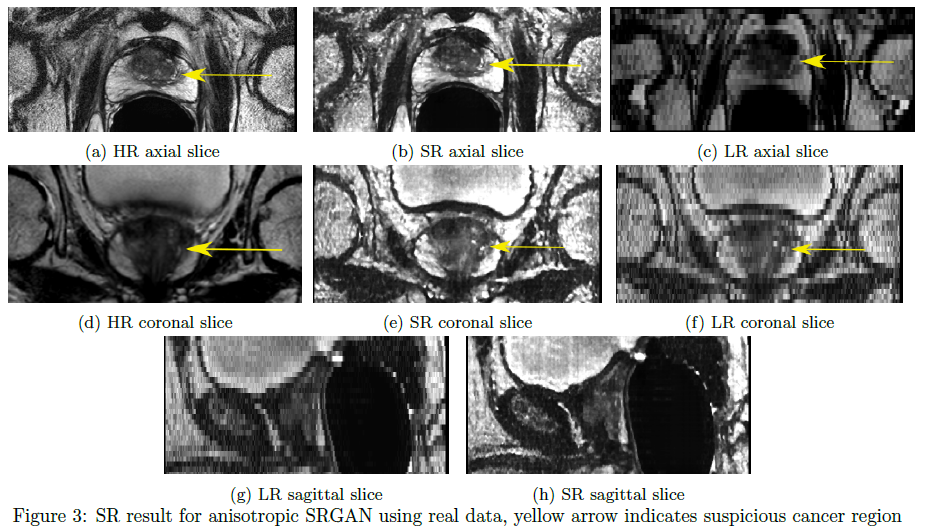 (a) HR axial slice
(b) SR axial slice
(c) LR axial slice
(d) HR coronal slice
(e) SR coronal slice
(f) LR coronal slice
(g) LR sagittal slice
(h) SR sagittal slice
Figure 3: SR result for anisotropic SRGAN using real data, yellow arrow indicates suspicious cancer region